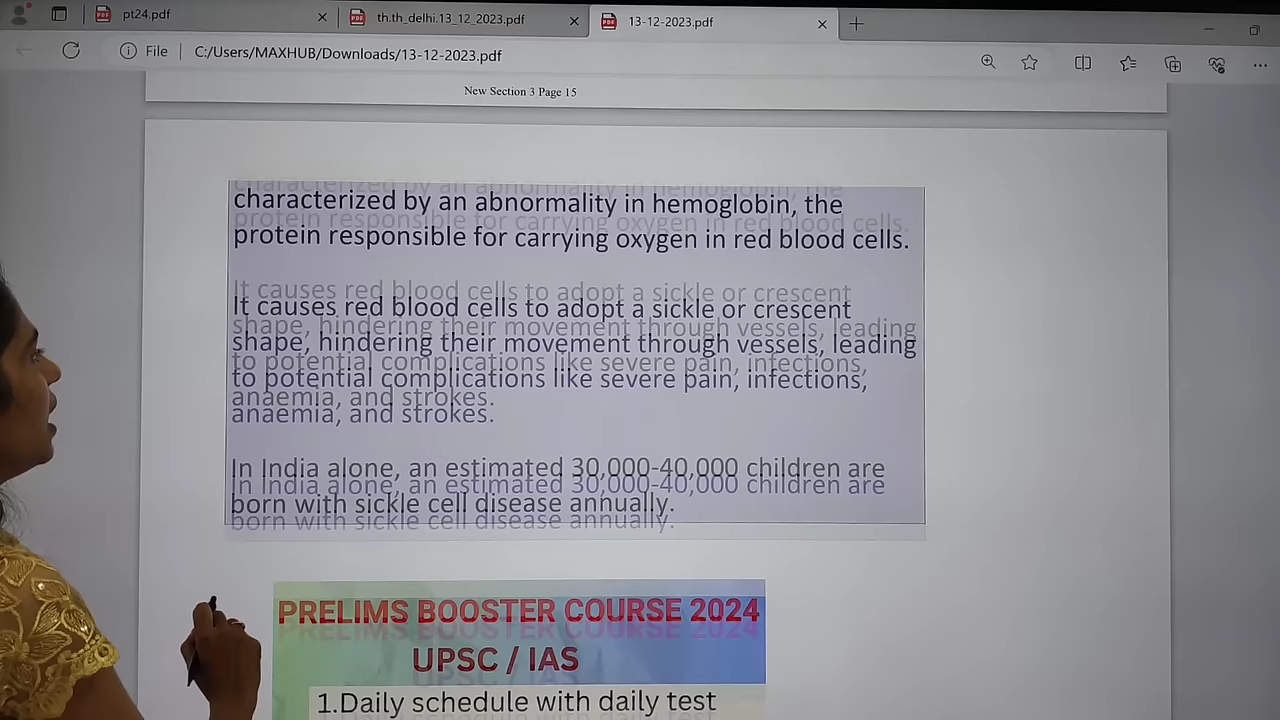 pt24.pdf
th.th_delhi.13_12_2023.pdf
13-12-2023.pdf
File
C:/Users/MAXHUB/Downloads/13-12-2023.pdf
New Section 3 Page 15
characterized by an abnormality in hemoglobin, the
protein responsible for carrying oxygen in red blood cells.
It causes red blood cells to adopt a sickle or crescent
shape, hindering their movement through vessels, leading
to potential complications like severe pain, infections,
anaemia, and strokes.
In India alone, an estimated 30,000-40,000 children are
born with sickle cell disease annually.
PRELIMS BOOSTER COURSE 2024
UPSC / IAS
1.Daily schedule with daily test